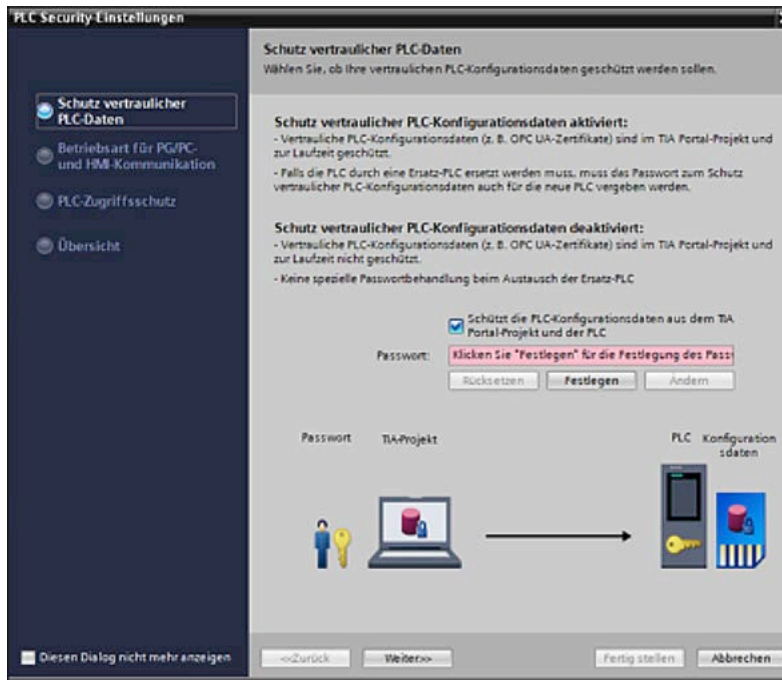 PLC Security-Einstellungen
Schutz vertraulicher PLC-Daten
Betriebsart für PG/PC- und HMI-Kommunikation
PLC-Zugriffsschutz
Übersicht
Schutz vertraulicher PLC-Daten
Wählen Sie, ob Ihre vertraulichen PLC-Konfigurationsdaten geschützt werden sollen.
Schutz vertraulicher PLC-Konfigurationsdaten aktiviert:
- Vertrauliche PLC-Konfigurationsdaten (z. B. OPC UA-Zertifikate) sind im TIA Portal-Projekt und
zur Laufzeit geschützt.
- Falls die PLC durch eine Ersatz-PLC ersetzt werden muss, muss das Passwort zum Schutz
vertraulicher PLC-Konfigurationsdaten auch für die neue PLC vergeben werden.
Schutz vertraulicher PLC-Konfigurationsdaten deaktiviert:
- Vertrauliche PLC-Konfigurationsdaten (z. B. OPC UA-Zertifikate) sind im TIA Portal-Projekt und
zur Laufzeit nicht geschützt.
- Keine spezielle Passwortbehandlung beim Austausch der Ersatz-PLC
Schützt die PLC-Konfigurationsdaten aus dem TIA
Portal-Projekt und der PLC
Passwort: Klicken Sie "Festlegen" für die Festlegung des Pass
Rücksetzen Festlegen Ändern
Passwort TIA-Projekt PLC Konfiguration
sdaten
Diesen Dialog nicht mehr anzeigen
<<Zurück Weiter>> Fertig stellen Abbrechen